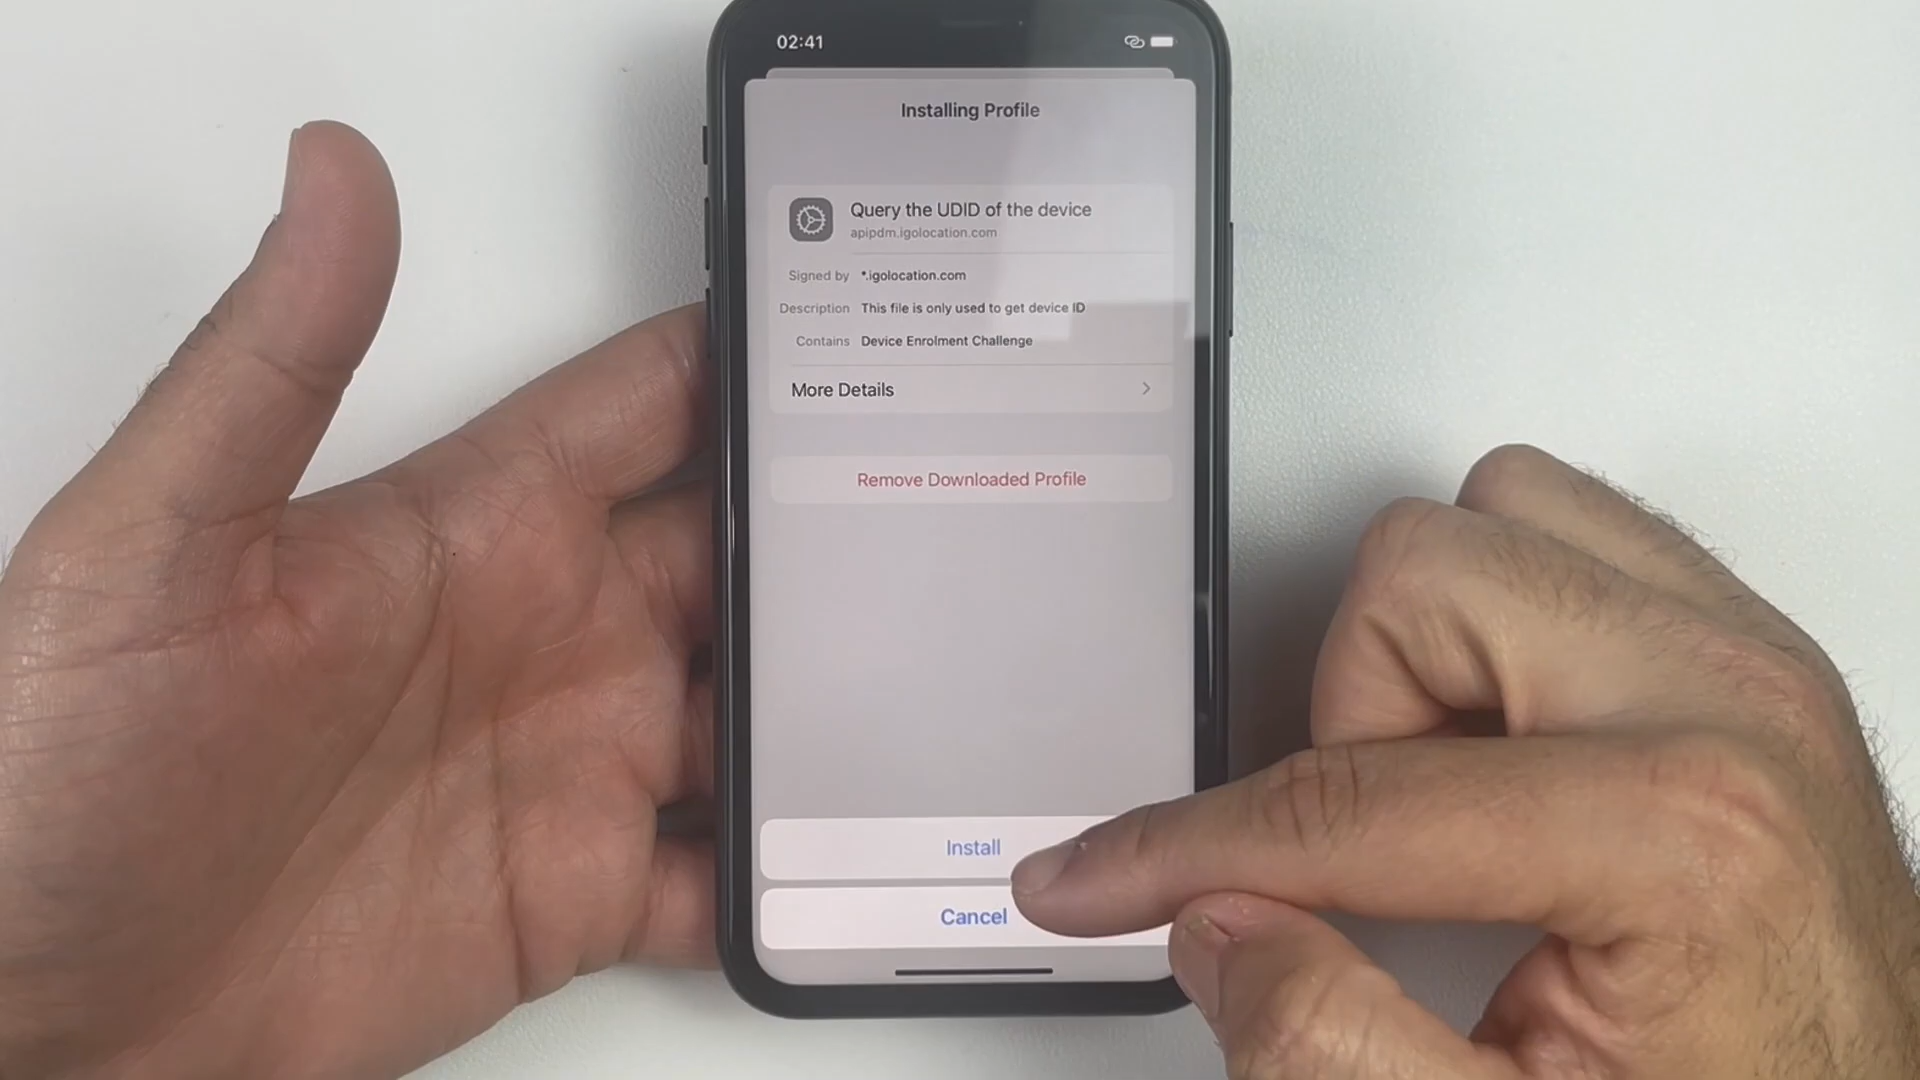 02:41
Installing Profile
Query the UDID of the device
apipdm.igolocation.com
Signed by *.igolocation.com
Description This file is only used to get device ID
Contains Device Enrolment Challenge
More Details
Remove Downloaded Profile
Install
Cancel